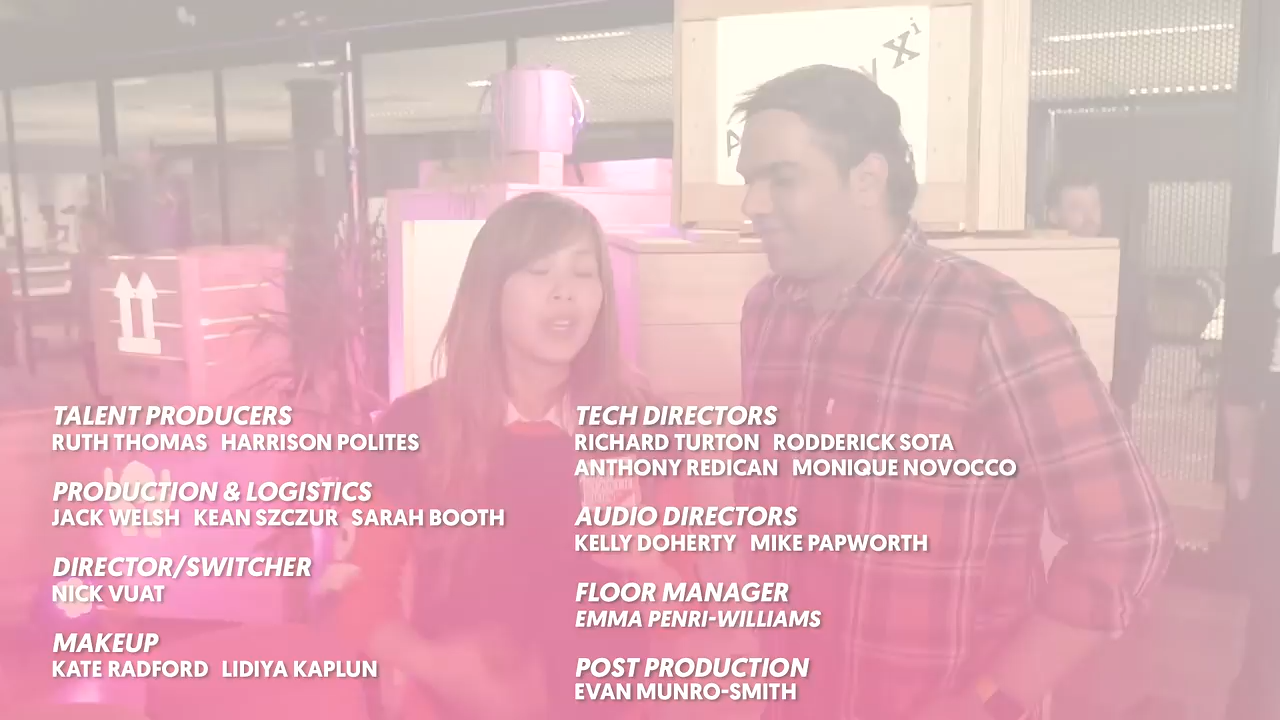 TALENT PRODUCERS
RUTH THOMAS HARRISON POLITES
PRODUCTION & LOGISTICS
JACK WELSH KEAN SZCZUR SARAH BOOTH
DIRECTOR/SWITCHER
NICK VUAT
MAKEUP
KATE RADFORD LIDIYA KAPLUN
TECH DIRECTORS
RICHARD TURTON RODDERICK SOTA
ANTHONY REDICAN MONIQUE NOVOCCO
AUDIO DIRECTORS
KELLY DOHERTY MIKE PAPWORTH
FLOOR MANAGER
EMMA PENRI-WILLIAMS
POST PRODUCTION
EVAN MUNRO-SMITH